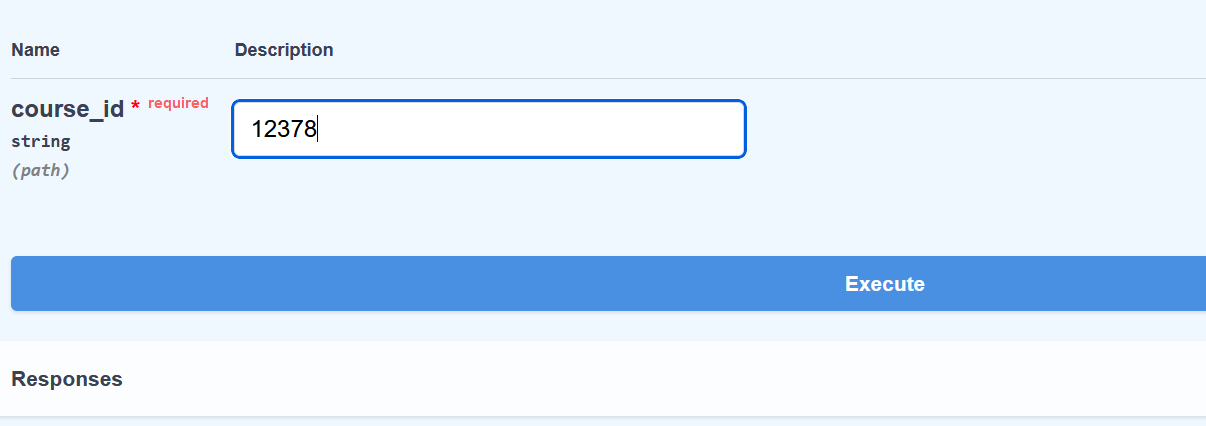 Name Description
course_id * required
12378
string
(path)
Execute
Responses